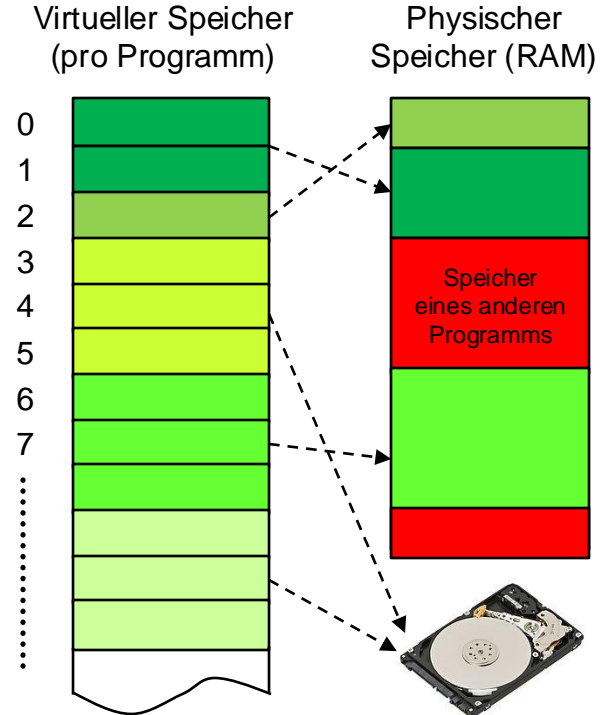 Virtueller Speicher
(pro Programm)
Physischer
Speicher (RAM)
0
1
2
3
4
5
6
7
Speicher
eines anderen
Programms